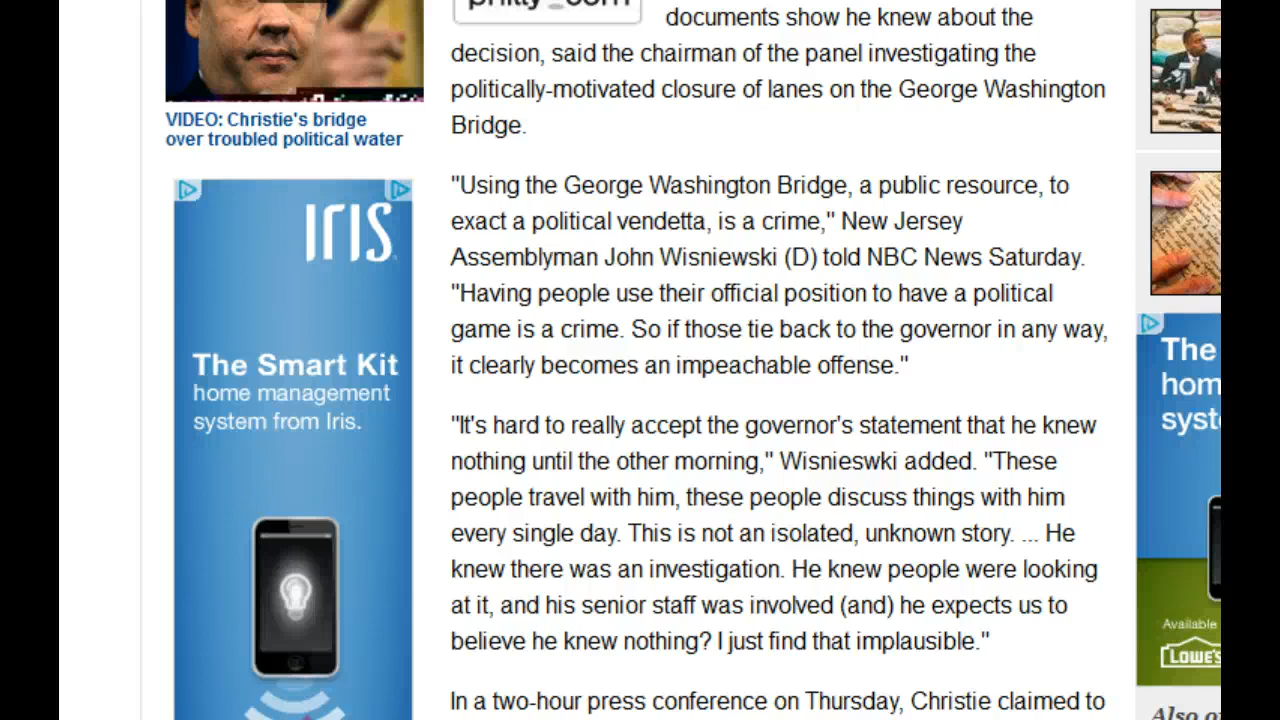 philly.com
documents show he knew about the
decision, said the chairman of the panel investigating the
politically-motivated closure of lanes on the George Washington
Bridge.
VIDEO: Christie's bridge
over troubled political water
"Using the George Washington Bridge, a public resource, to
exact a political vendetta, is a crime," New Jersey
Assemblyman John Wisniewski (D) told NBC News Saturday.
"Having people use their official position to have a political
game is a crime. So if those tie back to the governor in any way,
it clearly becomes an impeachable offense."
"It's hard to really accept the governor's statement that he knew
nothing until the other morning," Wisnieswki added. "These
people travel with him, these people discuss things with him
every single day. This is not an isolated, unknown story. ... He
knew there was an investigation. He knew people were looking
at it, and his senior staff was involved (and) he expects us to
believe he knew nothing? I just find that implausible."
In a two-hour press conference on Thursday, Christie claimed to
IRIS
The Smart Kit
home management
system from Iris.
The
hom
syst
Available
LOWE'S
Also o